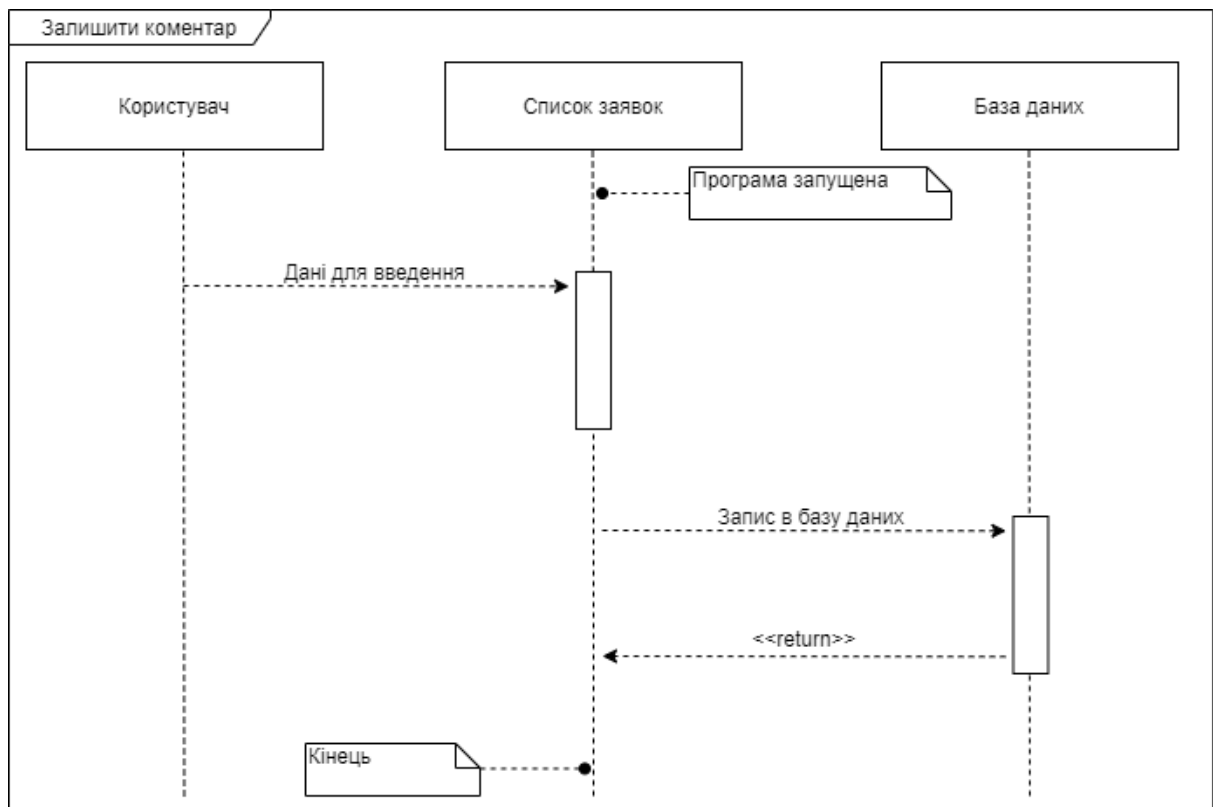 Залишити коментар
Користувач
Список заявок
База даних
Програма запущена
Дані для введення
Запис в базу даних
<<return>>
Кінець